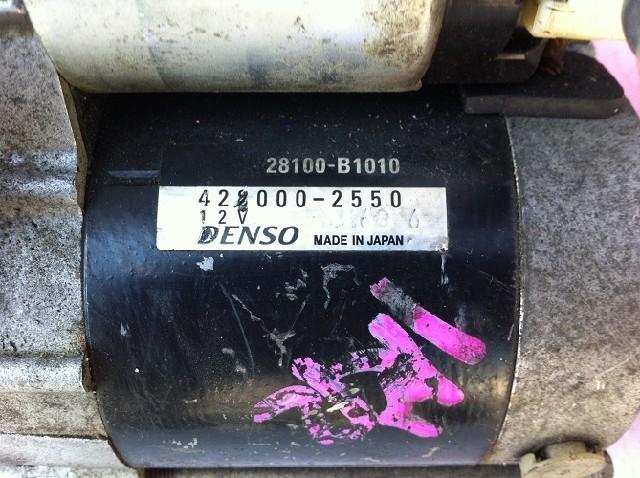 28100-B1010
428000-2550
12V
DENSO MADE IN JAPAN